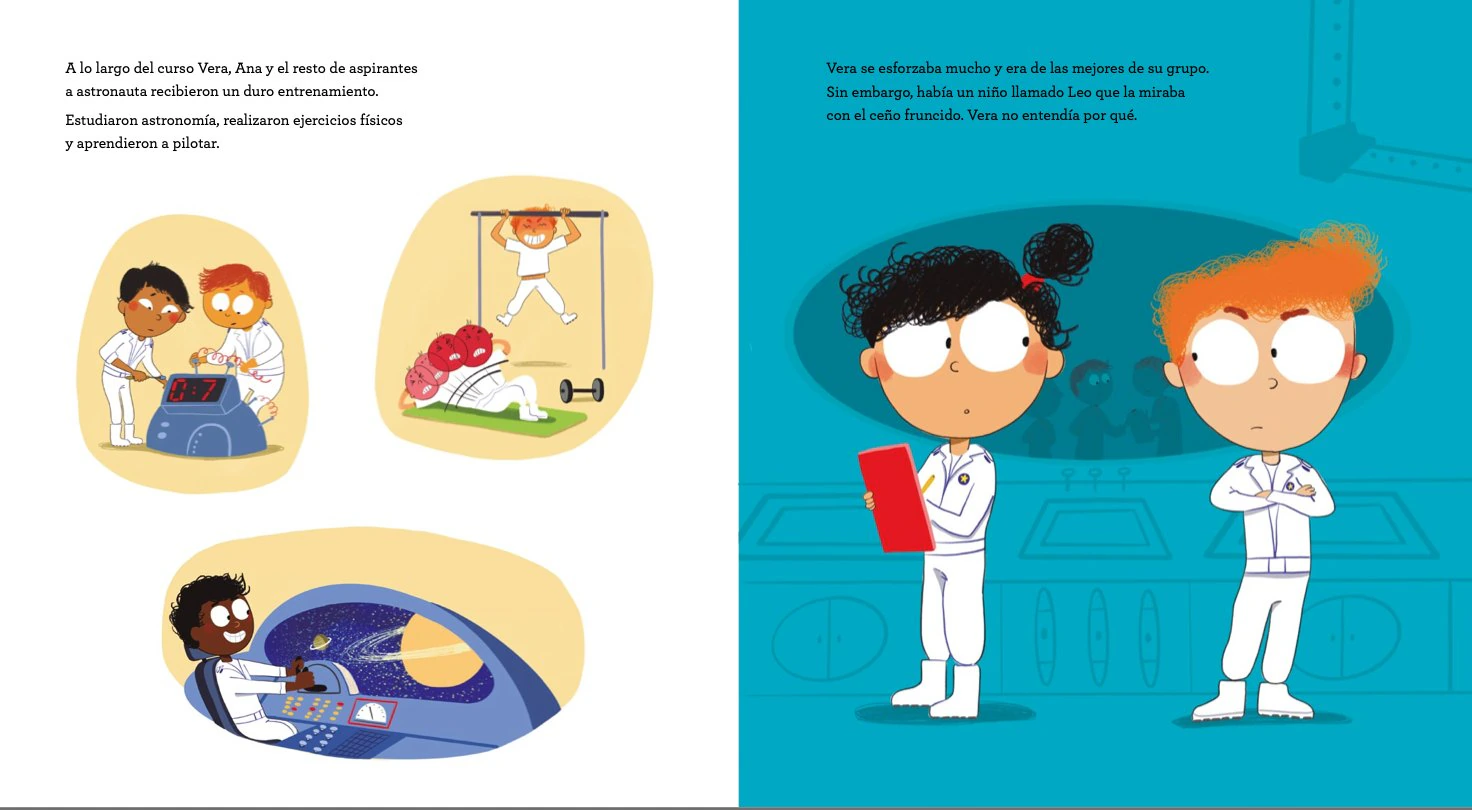 A lo largo del curso Vera, Ana y el resto de aspirantes
a astronauta recibieron un duro entrenamiento.
Estudiaron astronomía, realizaron ejercicios físicos
y aprendieron a pilotar.
0:7
Vera se esforzaba mucho y era de las mejores de su grupo.
Sin embargo, había un niño llamado Leo que la miraba
con el ceño fruncido. Vera no entendía por qué.